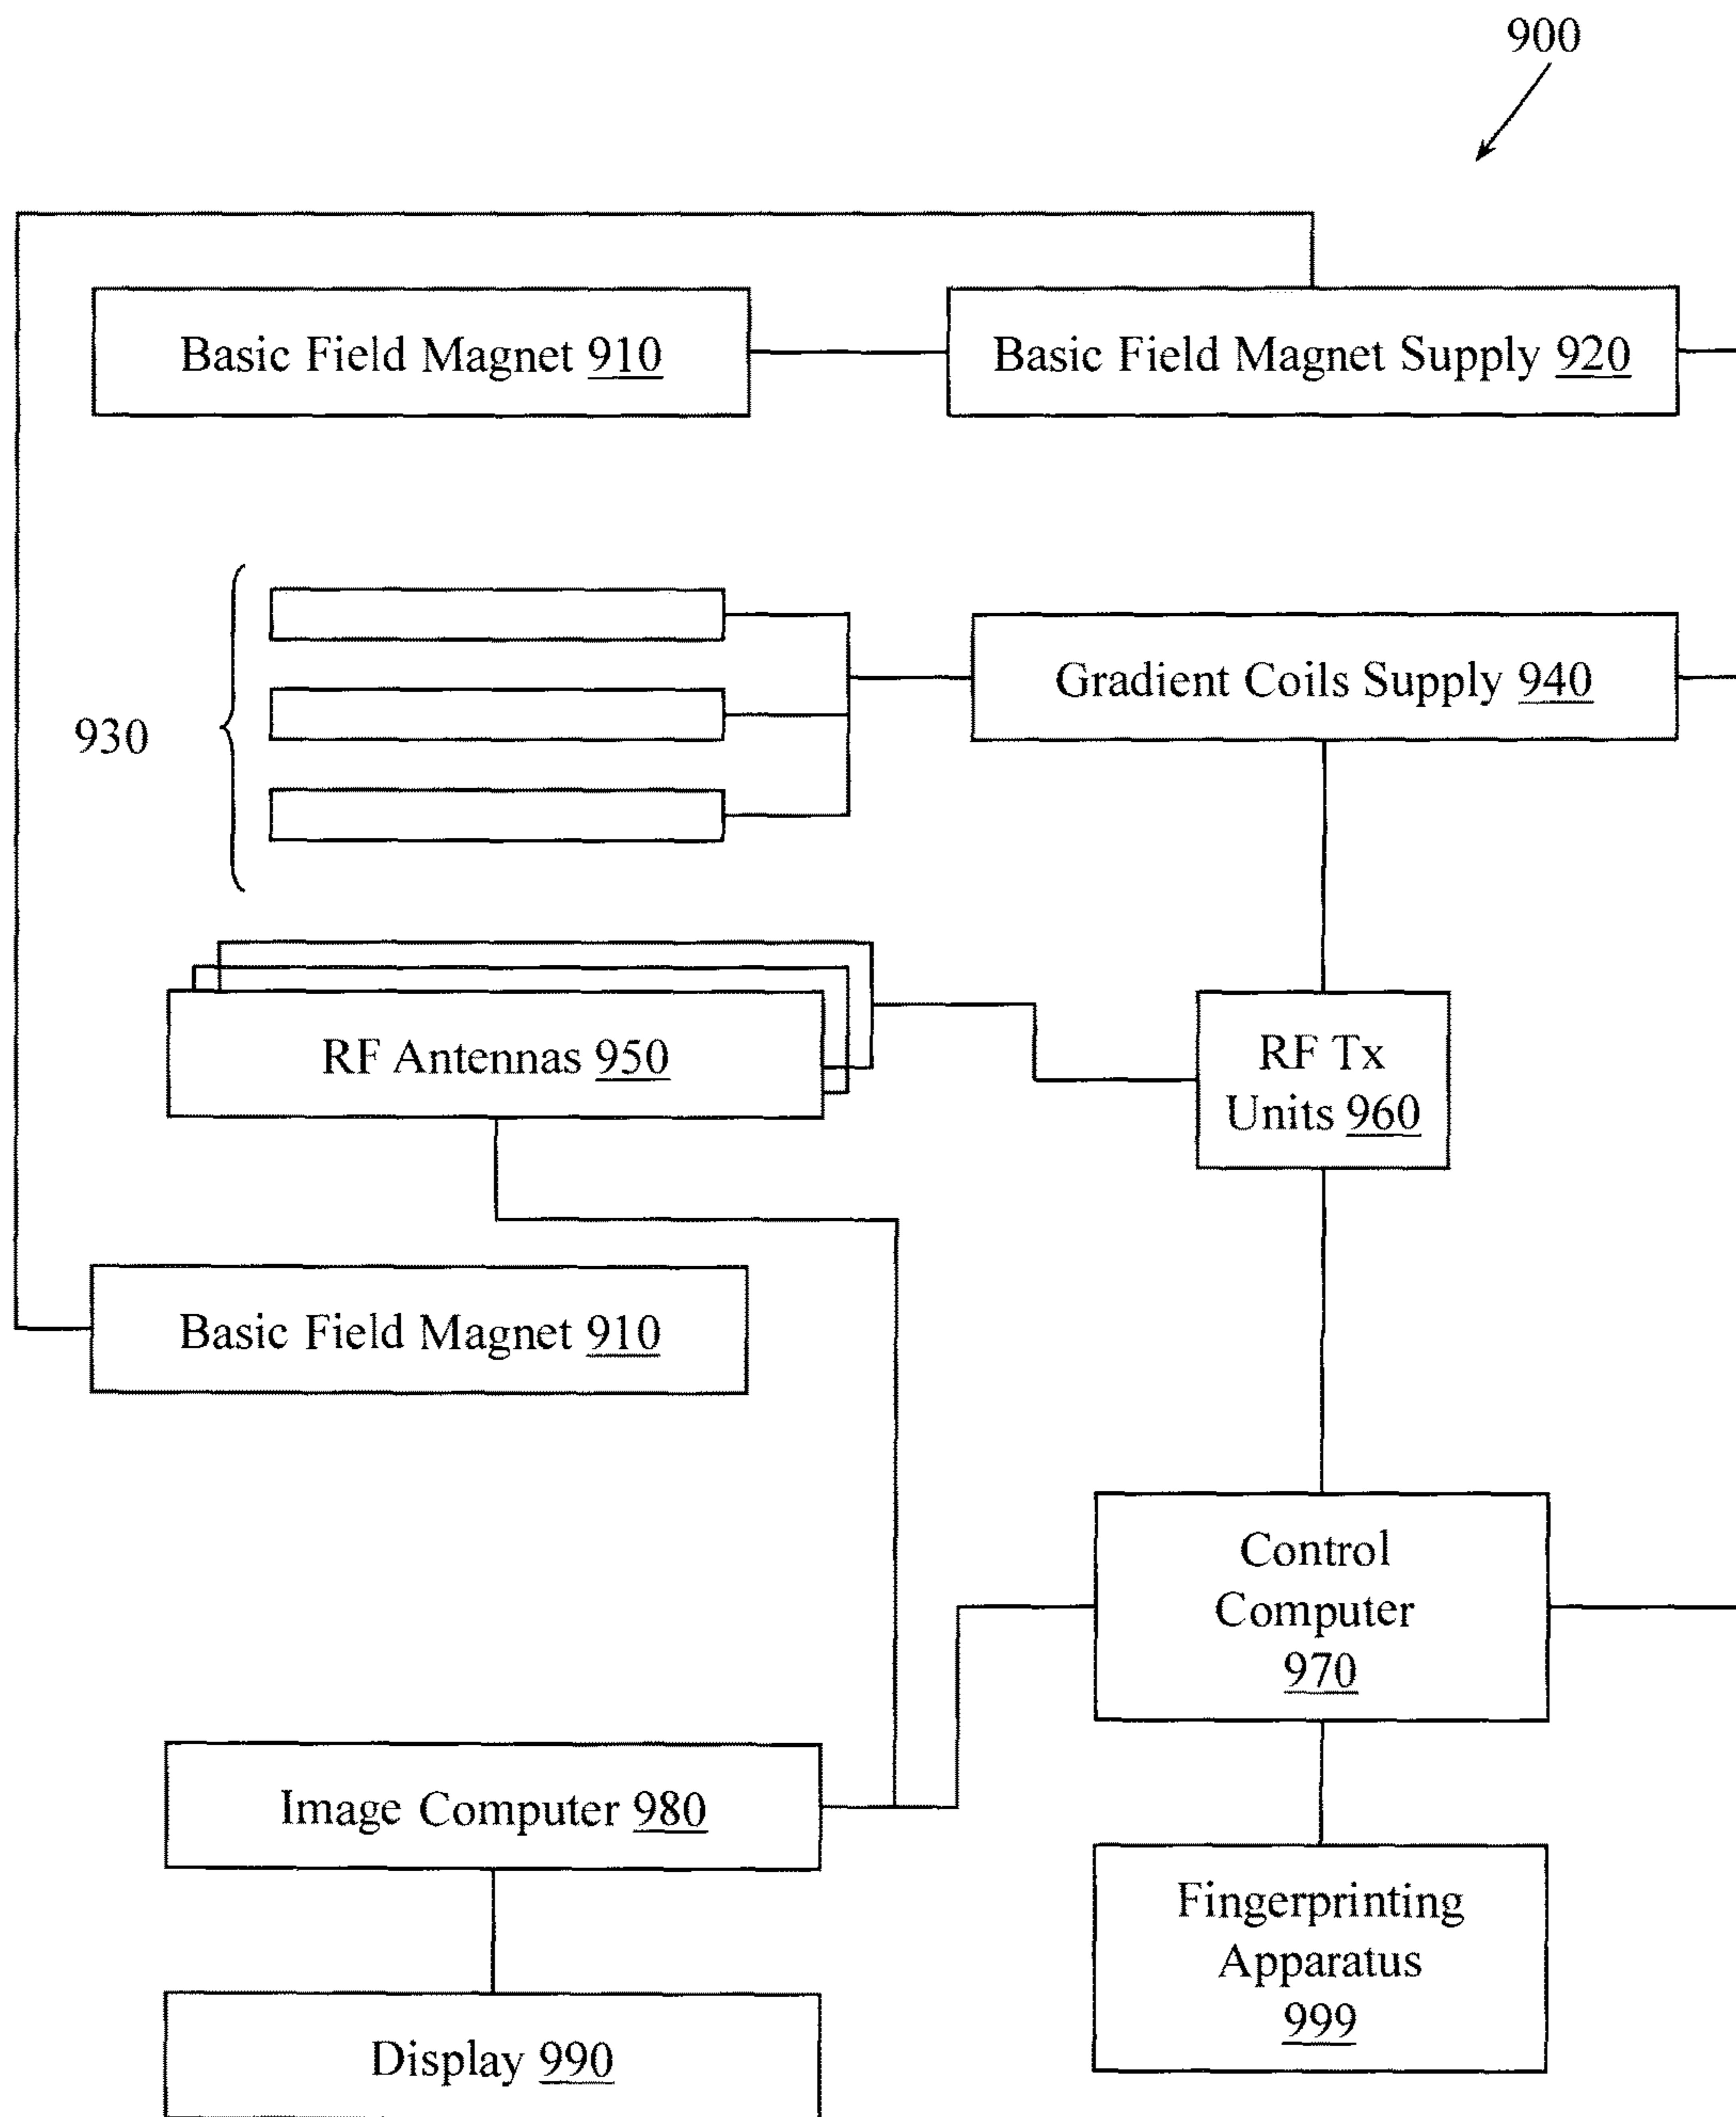 900
Basic Field Magnet 910
Basic Field Magnet Supply 920
930
Gradient Coils Supply 940
RF Antennas 950
RF Tx
Units 960
Basic Field Magnet 910
Control
Computer
970
Image Computer 980
Fingerprinting
Apparatus
999
Display 990